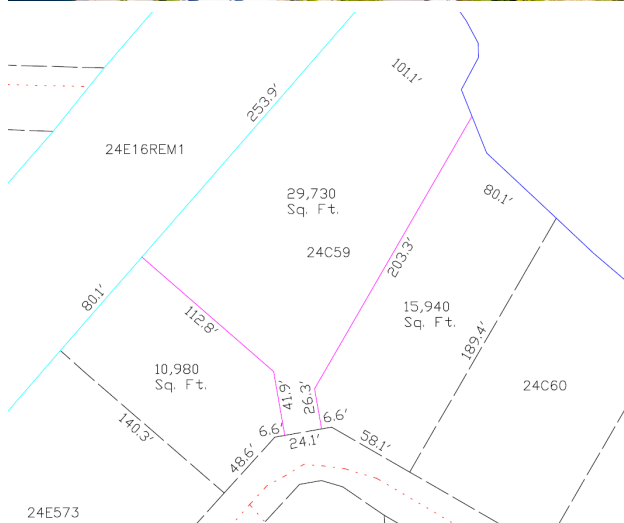 101.1'
253.9'
24E16REM1
29,730
Sq. Ft.
80.1'
24C59
203.3'
80.1'
15,940
Sq. Ft.
112.8'
189.4'
10,980
Sq. Ft.
24C60
41.9'
26.3'
140.3'
6.6'
6.6'
24.1'
58.1'
48.6'
24E573